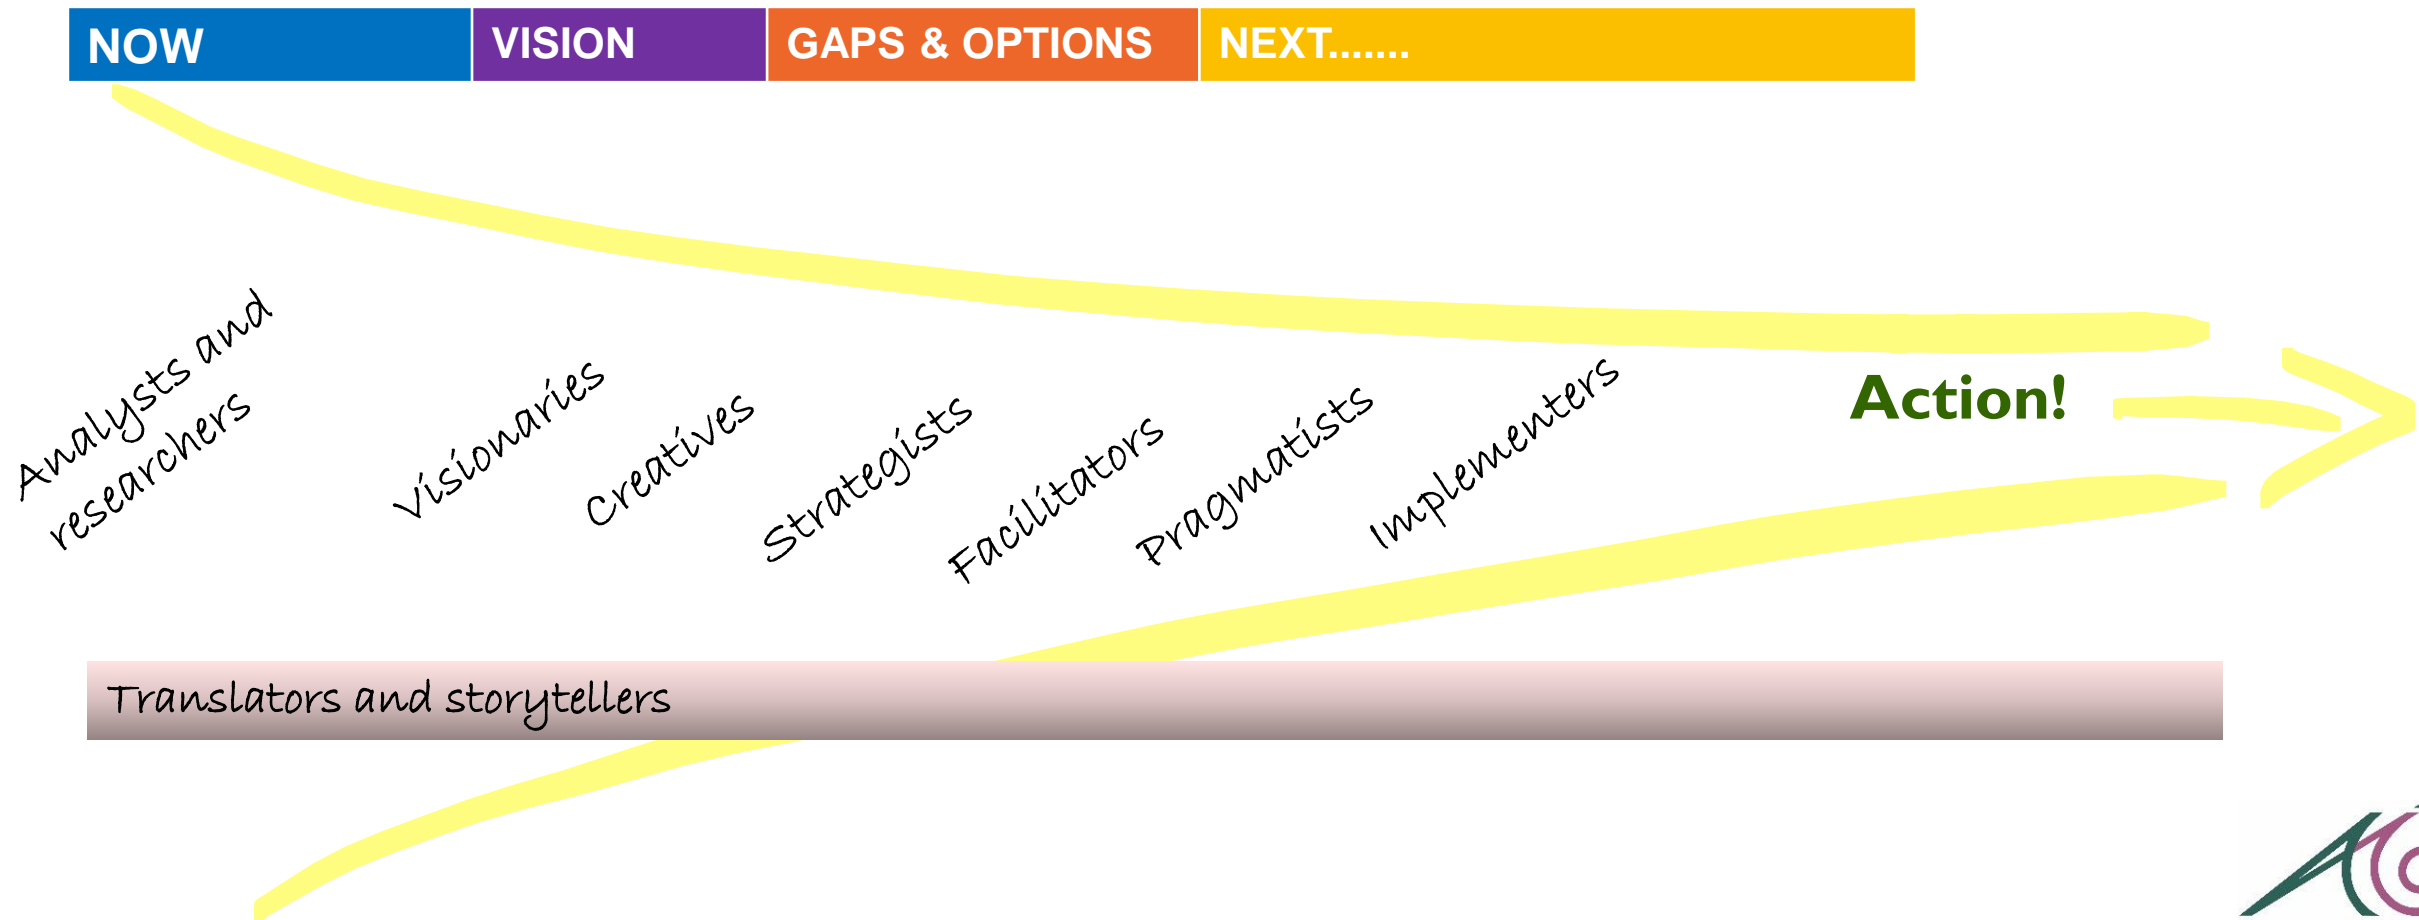 NOW
VISION
GAPS & OPTIONS
NEXT.......
Analysts and
researchers
Visionaries
Creatives
Strategists
Facilitators
Pragmatists
Implementers
Action!
Translators and storytellers